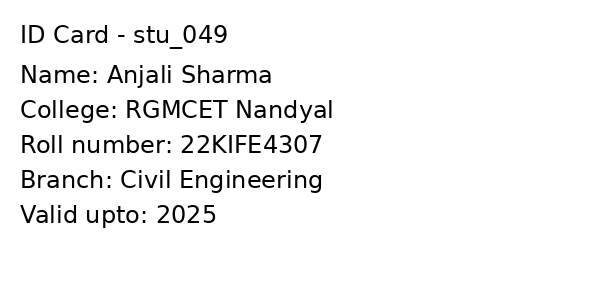 ID Card - stu_049
Name: Anjali Sharma
College: RGMCET Nandyal
Roll number: 22KIFE4307
Branch: Civil Engineering
Valid upto: 2025